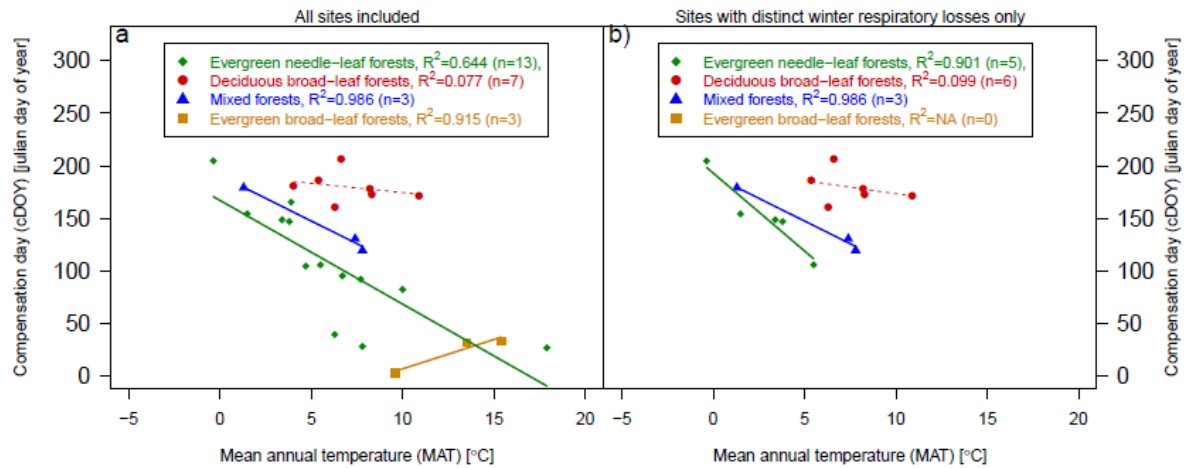 All sites included
Sites with distinct winter respiratory losses only
a
b)
Evergreen needle−leaf forests, R²=0.644 (n=13),
Deciduous broad−leaf forests, R²=0.077 (n=7)
Mixed forests, R²=0.986 (n=3)
Evergreen broad−leaf forests, R²=0.915 (n=3)
Evergreen needle−leaf forests, R²=0.901 (n=5),
Deciduous broad−leaf forests, R²=0.099 (n=6)
Mixed forests, R²=0.986 (n=3)
Evergreen broad−leaf forests, R²=NA (n=0)
Compensation day (cDOY) [julian day of year]
300
250
200
150
100
50
0
300
250
200
150
100
50
0
Compensation day (cDOY) [julian day of year]
−5 0 5 10 15 20
−5 0 5 10 15 20
Mean annual temperature (MAT) [°C]
Mean annual temperature (MAT) [°C]